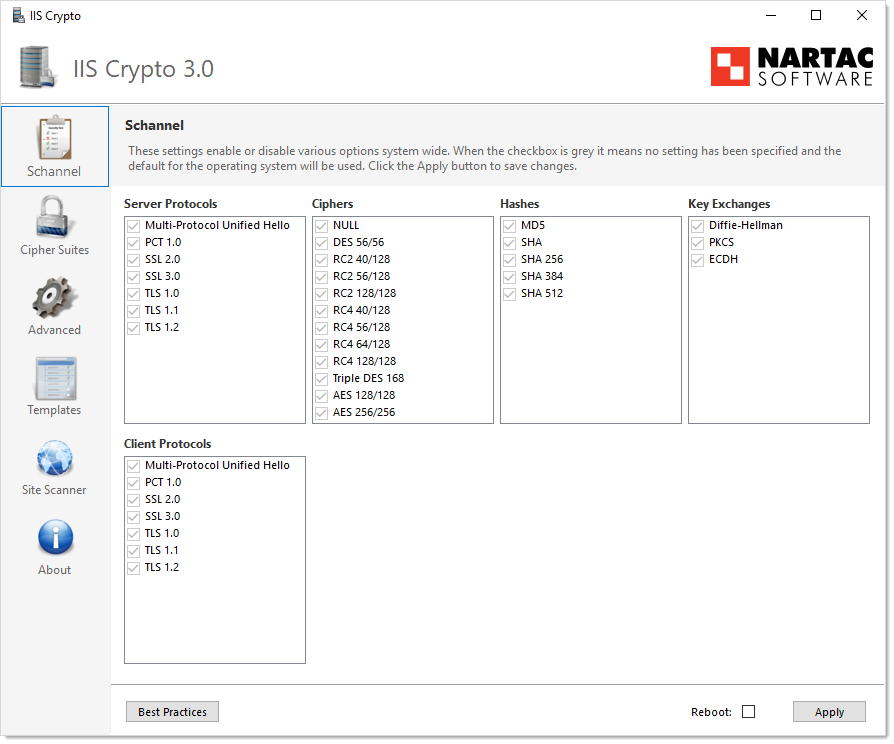 IIS Crypto
IIS Crypto 3.0
NARTAC
SOFTWARE
Schannel
Cipher Suites
Advanced
Templates
Site Scanner
About
Schannel
These settings enable or disable various options system wide. When the checkbox is grey it means no setting has been specified and the
default for the operating system will be used. Click the Apply button to save changes.
Server Protocols
Multi-Protocol Unified Hello
PCT 1.0
SSL 2.0
SSL 3.0
TLS 1.0
TLS 1.1
TLS 1.2
Ciphers
NULL
DES 56/56
RC2 40/128
RC2 56/128
RC2 128/128
RC4 40/128
RC4 56/128
RC4 64/128
RC4 128/128
Triple DES 168
AES 128/128
AES 256/256
Hashes
MD5
SHA
SHA 256
SHA 384
SHA 512
Key Exchanges
Diffie-Hellman
PKCS
ECDH
Client Protocols
Multi-Protocol Unified Hello
PCT 1.0
SSL 2.0
SSL 3.0
TLS 1.0
TLS 1.1
TLS 1.2
Best Practices
Reboot:
Apply